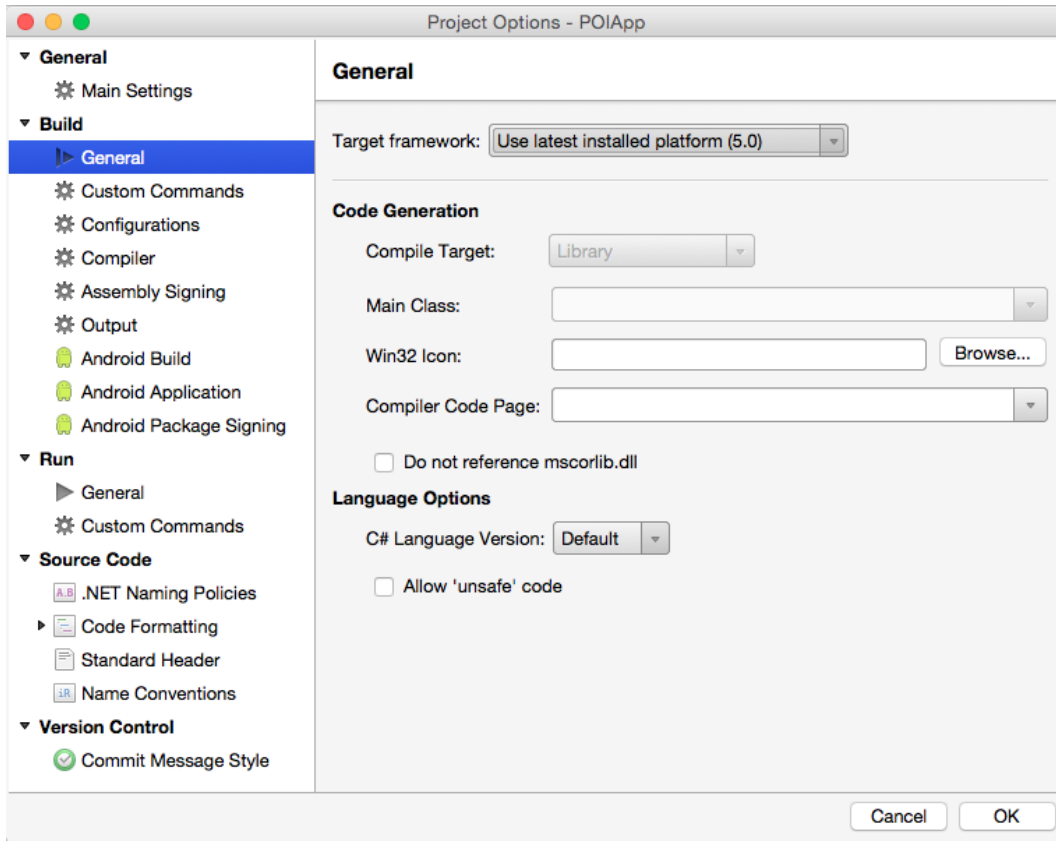 Project Options - POIApp
General
Main Settings
Build
General
Custom Commands
Configurations
Compiler
Assembly Signing
Output
Android Build
Android Application
Android Package Signing
Run
General
Custom Commands
Source Code
A.B .NET Naming Policies
Code Formatting
Standard Header
iR Name Conventions
Version Control
Commit Message Style
General
Target framework: Use latest installed platform (5.0)
Code Generation
Compile Target: Library
Main Class:
Win32 Icon: Browse...
Compiler Code Page:
Do not reference mscorlib.dll
Language Options
C# Language Version: Default
Allow 'unsafe' code
Cancel OK